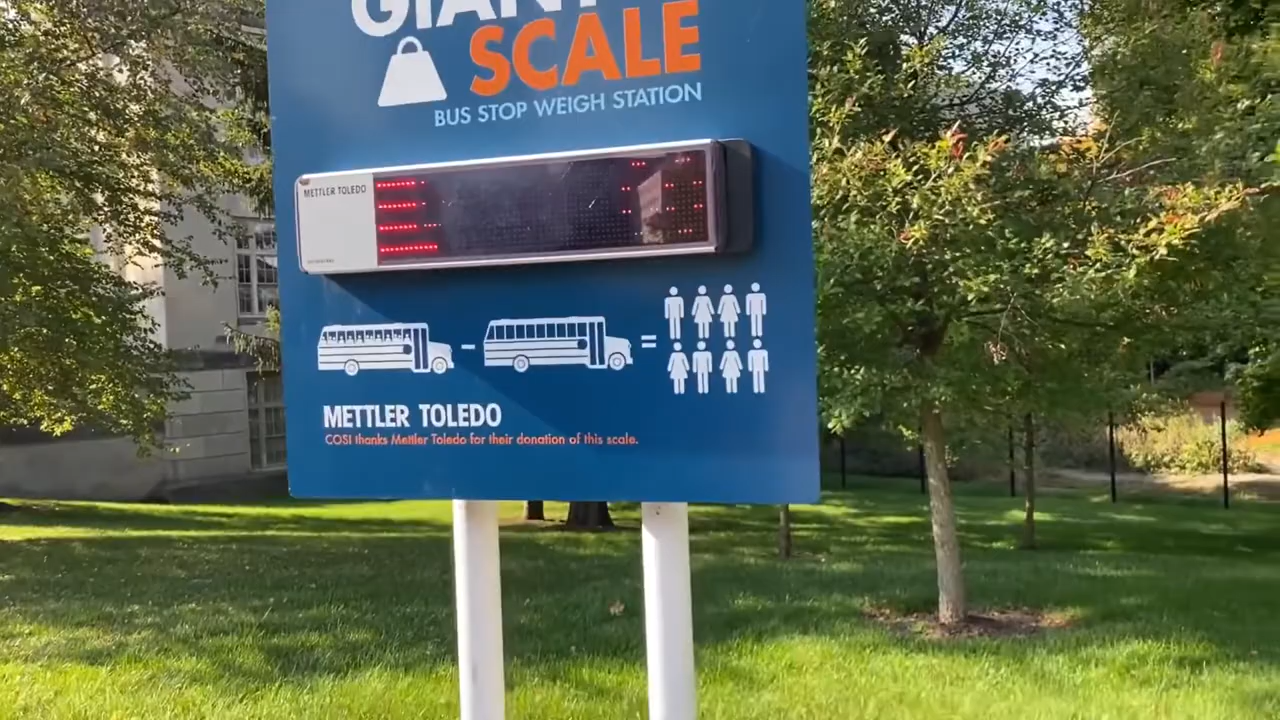 GIANT
SCALE
BUS STOP WEIGH STATION
METTLER TOLEDO
METTLER TOLEDO
COSI thanks Mettler Toledo for their donation of this scale.